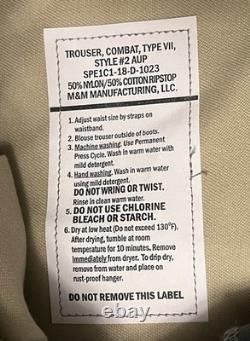 TROUSER, COMBAT, TYPE VII,
STYLE #2 AUP
SPE1C1-18-D-1023
50% NYLON/50% COTTON RIPSTOP
M&M MANUFACTURING, LLC.
1. Adjust waist size by straps on
waistband.
2. Blouse trouser outside of boots.
3. Machine washing. Use Permanent
Press Cycle. Wash in warm water with
mild detergent.
4. Hand washing. Wash in warm water
using mild detergent.
DO NOT WRING OR TWIST.
Rinse in clean warm water.
5. DO NOT USE CHLORINE
BLEACH OR STARCH.
6. Dry at low heat (Do not exceed 130°F).
After drying, tumble at room
temperature for 10 minutes. Remove
immediately from dryer. To drip dry,
remove from water and place on
rust-proof hanger.
DO NOT REMOVE THIS LABEL